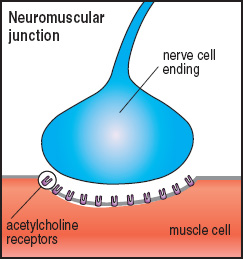 Neuromuscular
junction
nerve cell
ending
acetylcholine
receptors
muscle cell